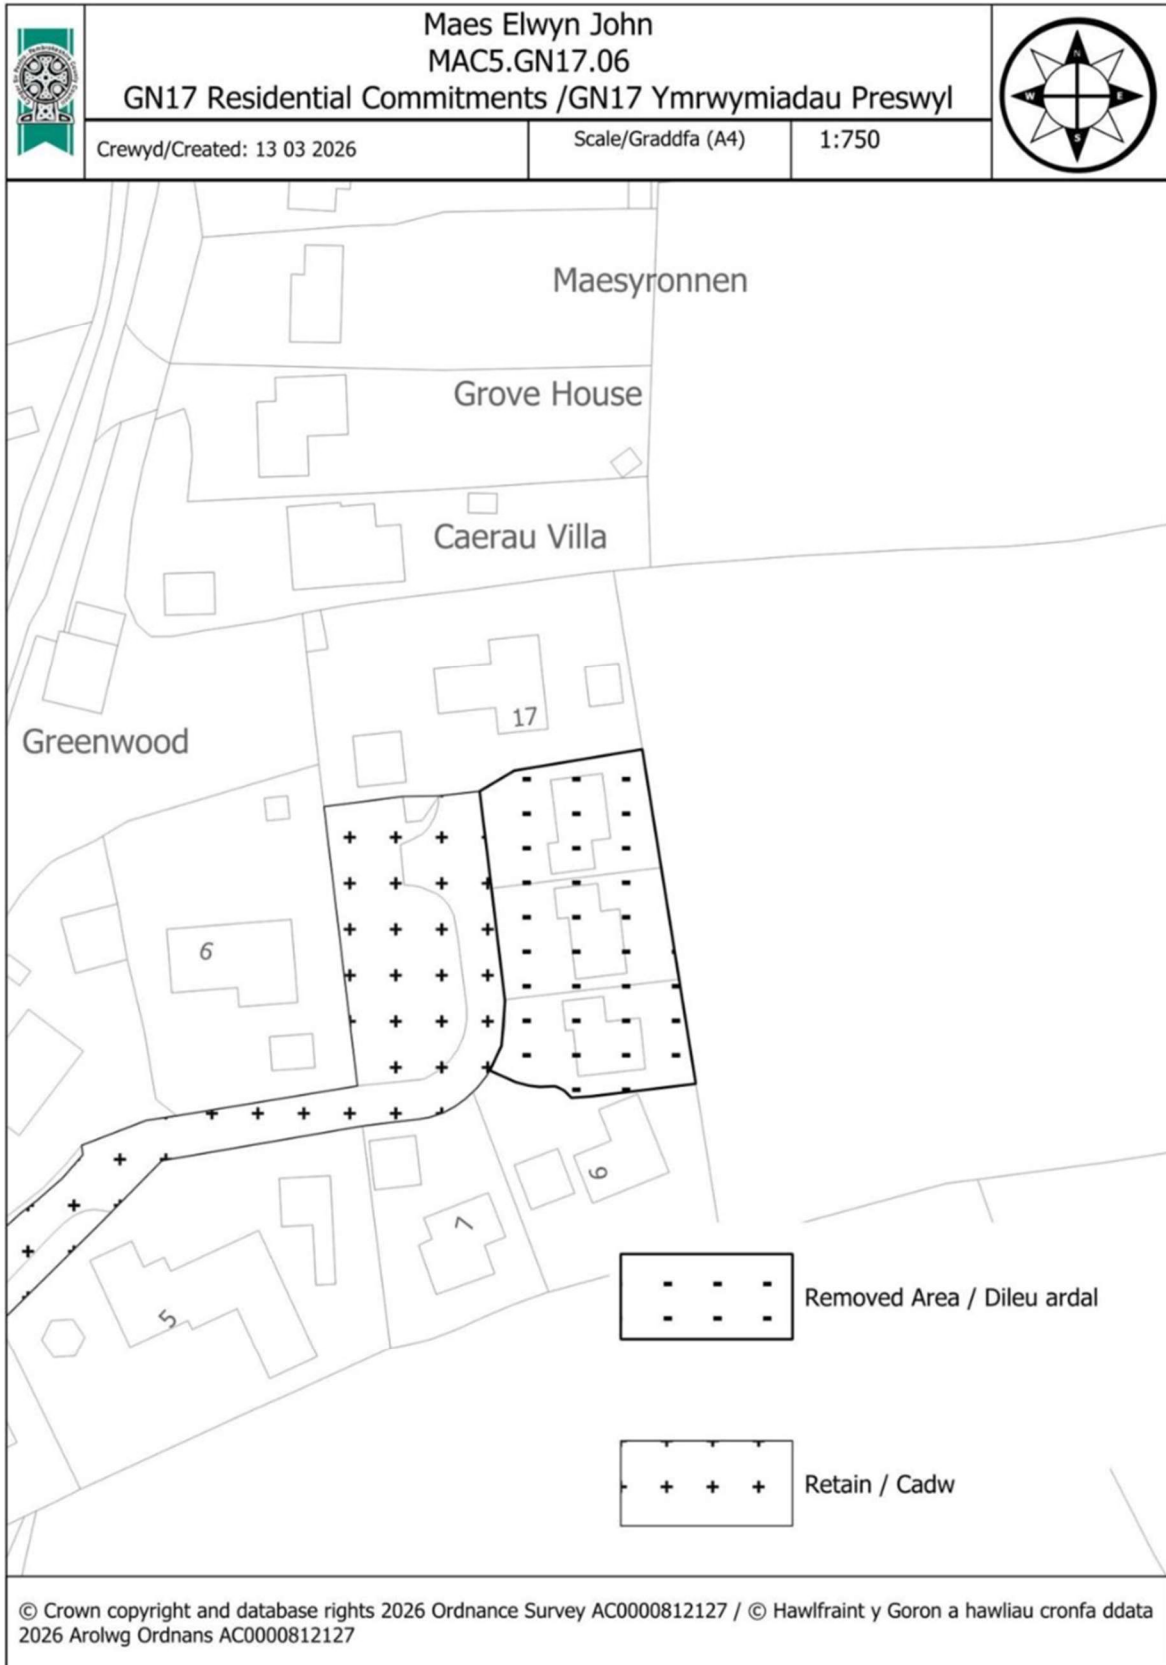 Maes Elwyn John
MAC5.GN17.06
GN17 Residential Commitments /GN17 Ymrwymiadau Preswyl
Crewyd/Created: 13 03 2026
Scale/Graddfa (A4)
1:750
N
W
E
S
Maesyronnen
Grove House
Caerau Villa
17
Greenwood
6
9
7
5
Removed Area / Dileu ardal
Retain / Cadw
© Crown copyright and database rights 2026 Ordnance Survey AC0000812127 / © Hawlfraint y Goron a hawliau cronfa ddata
2026 Arolwg Ordnans AC0000812127